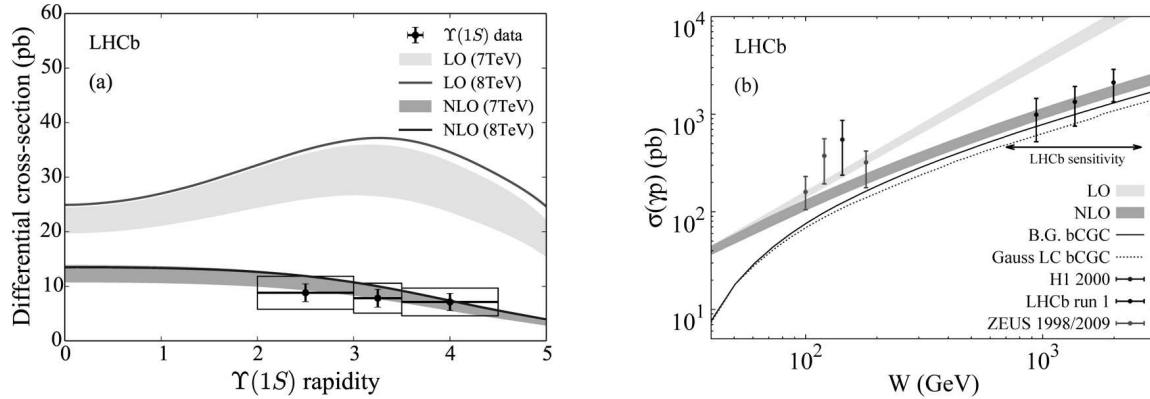 60
50
40
30
20
10
0
Differential cross-section (pb)
LHCb
(a)
ϒ(1S) data
LO (7TeV)
LO (8TeV)
NLO (7TeV)
NLO (8TeV)
0 1 2 3 4 5
ϒ(1S) rapidity
10⁴
10³
10²
10¹
σ(γp) (pb)
LHCb
(b)
LHCb sensitivity
LO
NLO
B.G. bCGC
Gauss LC bCGC
H1 2000
LHCb run 1
ZEUS 1998/2009
10² 10³
W (GeV)